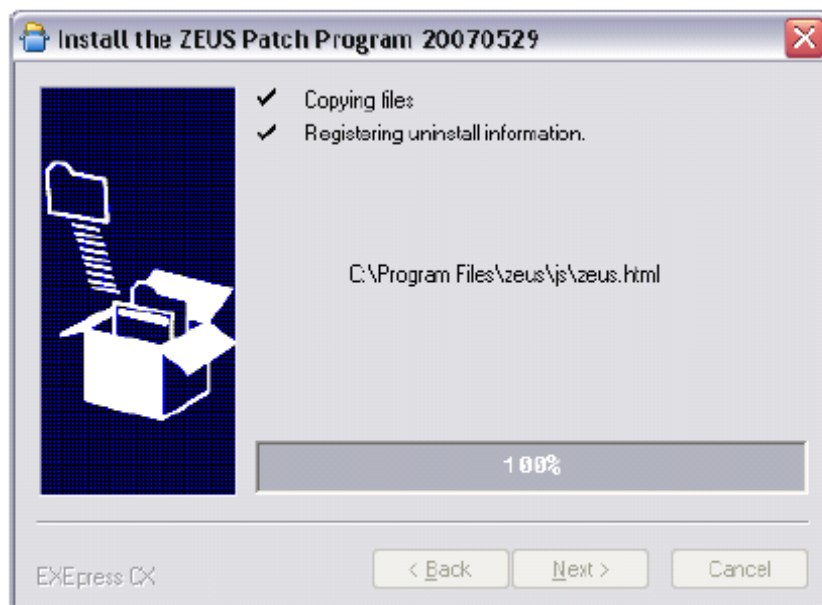 Install the ZEUS Patch Program 20070529
Copying files
Registering uninstall information.
C:\Program Files\zeus\js\zeus.html
100%
EXEpress CX
< Back
Next >
Cancel